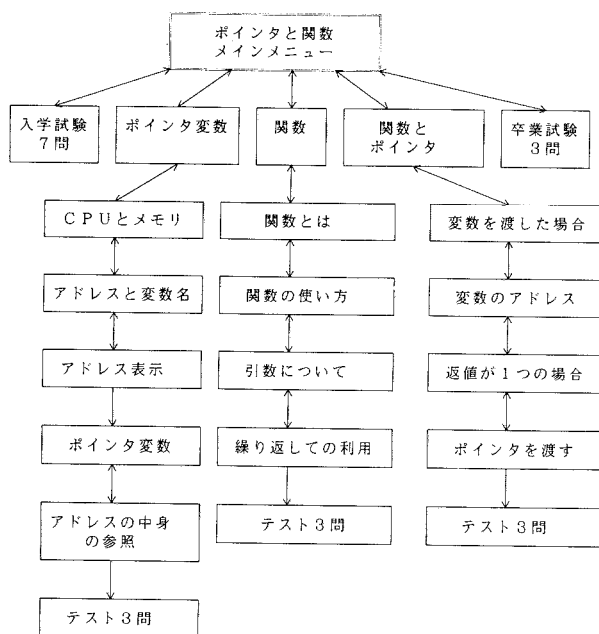 ポインタと関数
メインメニュー
入学試験
7問
ポインタ変数
関数
関数と
ポインタ
卒業試験
3問
CPUとメモリ
関数とは
変数を渡した場合
アドレスと変数名
関数の使い方
変数のアドレス
アドレス表示
引数について
返値が1つの場合
ポインタ変数
繰り返しての利用
ポインタを渡す
アドレスの中身
の参照
テスト3問
テスト3問
テスト3問